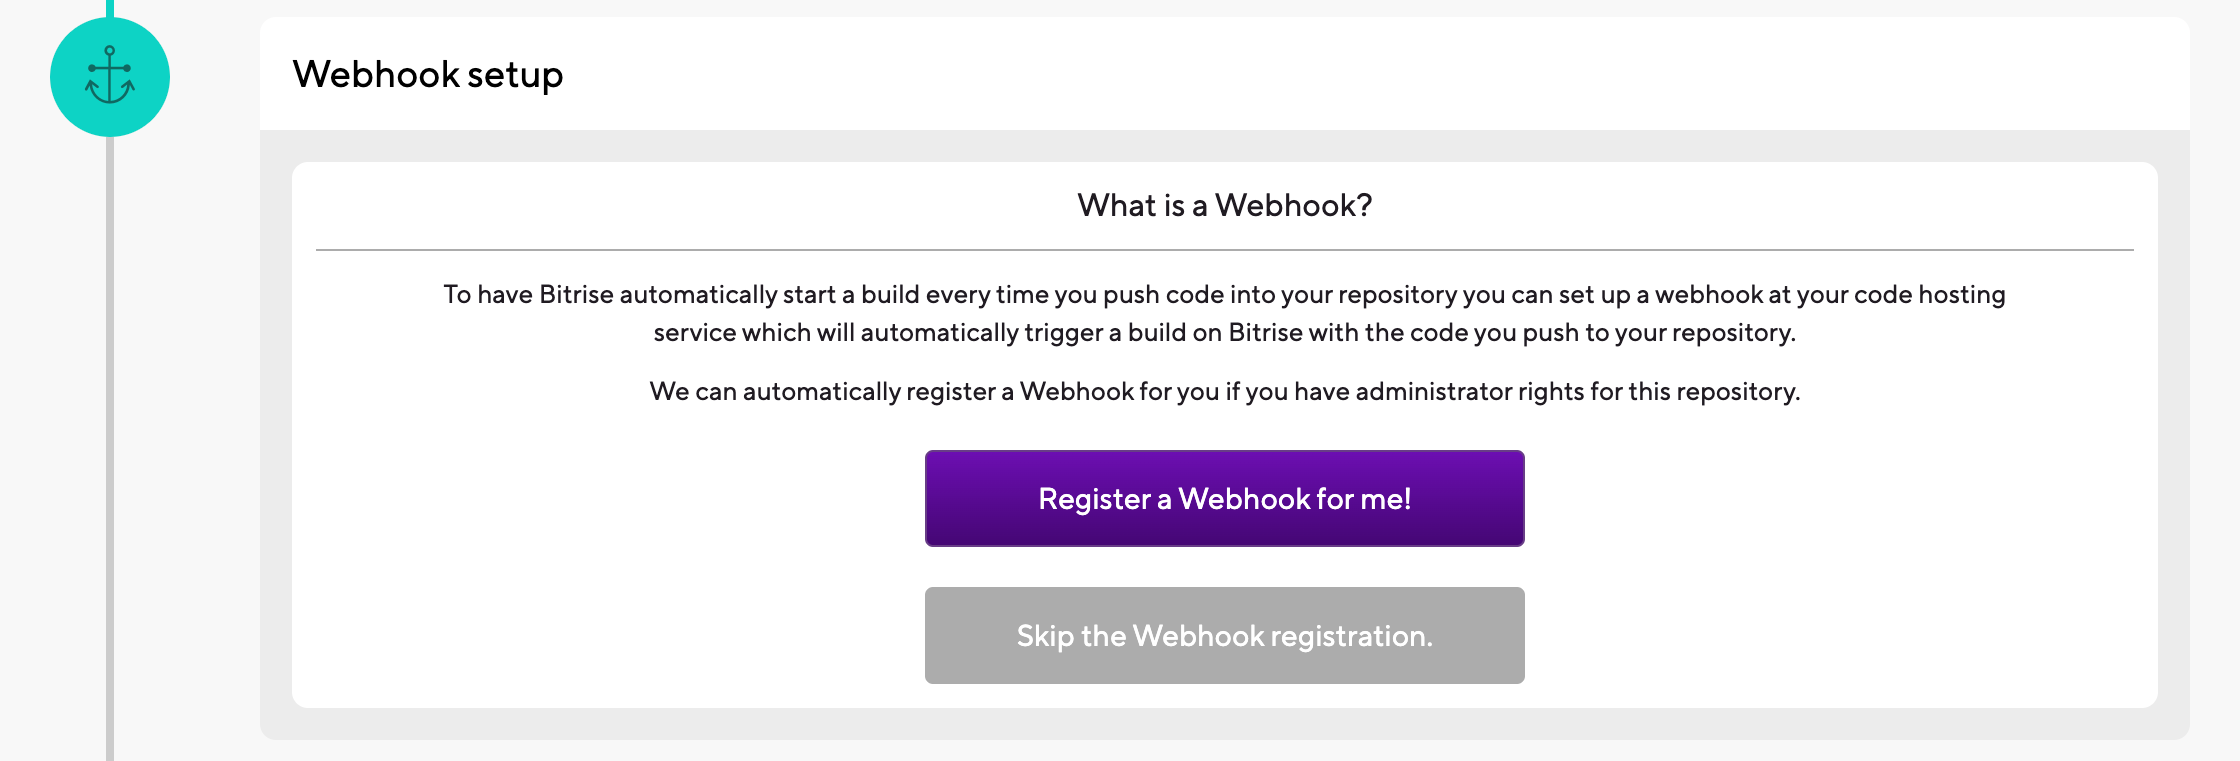 Webhook setup
What is a Webhook?
To have Bitrise automatically start a build every time you push code into your repository you can set up a webhook at your code hosting
service which will automatically trigger a build on Bitrise with the code you push to your repository.
We can automatically register a Webhook for you if you have administrator rights for this repository.
Register a Webhook for me!
Skip the Webhook registration.